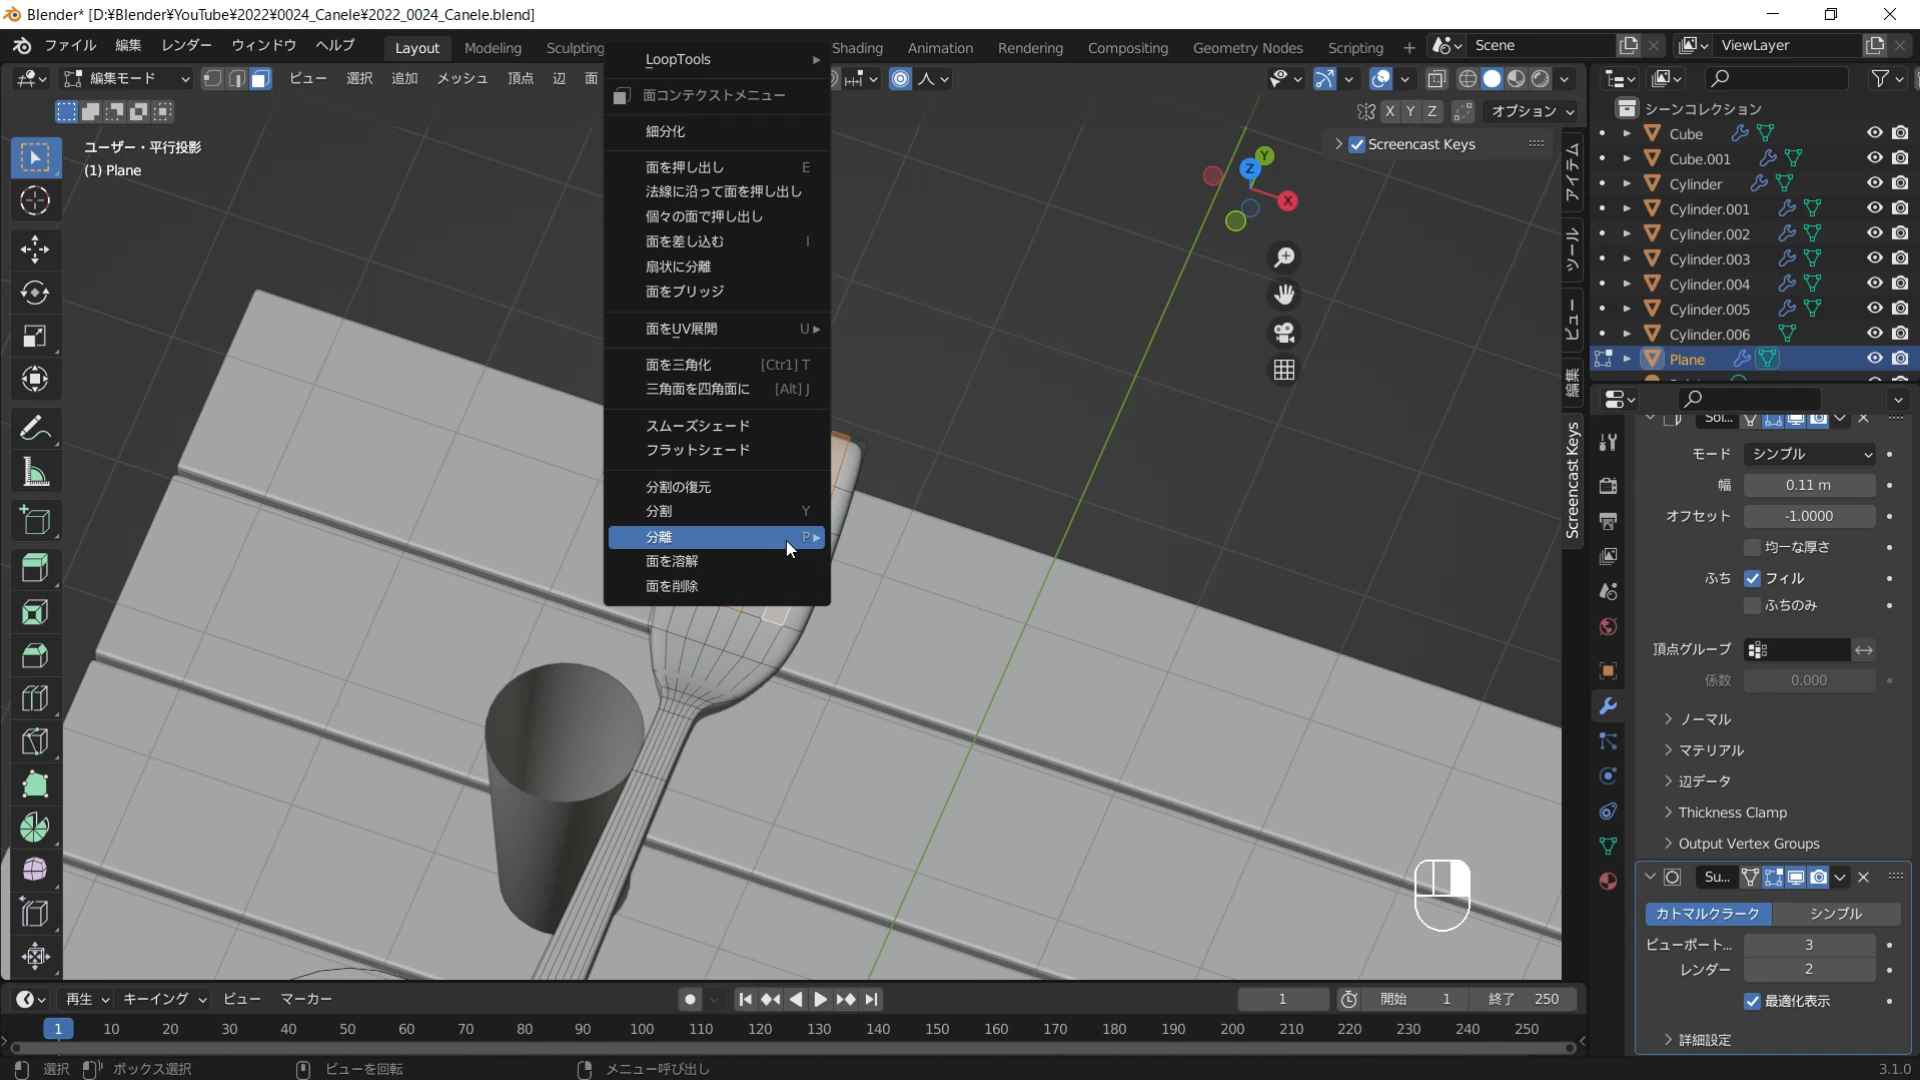 Blender* [D:¥Blender¥YouTube¥2022¥0024_Canele¥2022_0024_Canele.blend]
ファイル 編集 レンダー ウィンドウ ヘルプ Layout Modeling Sculpting Shading Animation Rendering Compositing Geometry Nodes Scripting + Scene ViewLayer
編集モード ビュー 選択 追加 メッシュ 頂点 辺 面
X Y Z オプション
ユーザー・平行投影
(1) Plane
LoopTools
面コンテクストメニュー
細分化
面を押し出し E
法線に沿って面を押し出し
個々の面で押し出し
面を差し込む I
扇状に分離
面をブリッジ
面をUV展開 U
面を三角化 [Ctrl] T
三角面を四角面に [Alt] J
スムーズシェード
フラットシェード
分割の復元
分割 Y
分離 P
面を溶解
面を削除
Screencast Keys
Y
Z
X
アイテム
ツール
ビュー
編集
Screencast Keys
シーンコレクション
Cube
Cube.001
Cylinder
Cylinder.001
Cylinder.002
Cylinder.003
Cylinder.004
Cylinder.005
Cylinder.006
Plane
Sol...
モード シンプル
幅 0.11 m
オフセット -1.0000
均一な厚さ
ふち フィル
ふちのみ
頂点グループ
係数 0.000
ノーマル
マテリアル
辺データ
Thickness Clamp
Output Vertex Groups
Su...
カトマルクラーク シンプル
ビューポート... 3
レンダー 2
最適化表示
詳細設定
再生 キーイング ビュー マーカー 1 開始 1 終了 250
1 10 20 30 40 50 60 70 80 90 100 110 120 130 140 150 160 170 180 190 200 210 220 230 240 250
選択 ボックス選択 ビューを回転 メニュー呼び出し 3.1.0